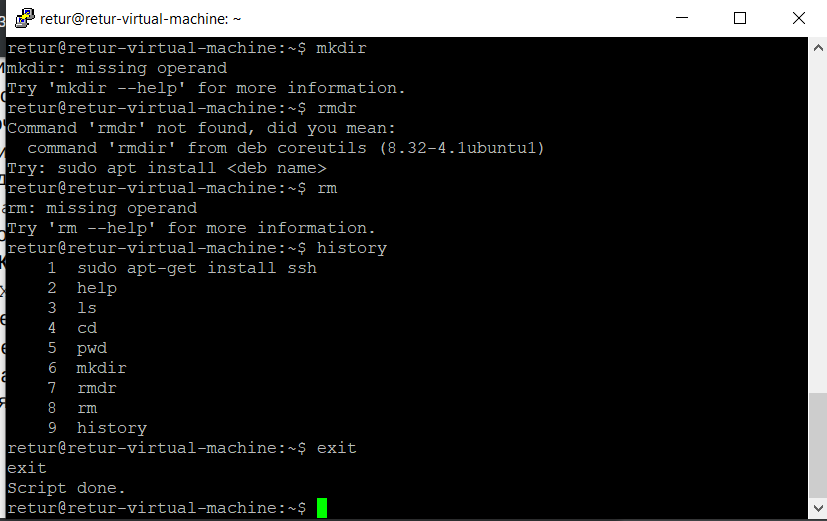 retur@retur-virtual-machine: ~
retur@retur-virtual-machine:~$ mkdir
mkdir: missing operand
Try 'mkdir --help' for more information.
retur@retur-virtual-machine:~$ rmdr
Command 'rmdr' not found, did you mean:
  command 'rmdir' from deb coreutils (8.32-4.1ubuntu1)
Try: sudo apt install <deb name>
retur@retur-virtual-machine:~$ rm
rm: missing operand
Try 'rm --help' for more information.
retur@retur-virtual-machine:~$ history
    1  sudo apt-get install ssh
    2  help
    3  ls
    4  cd
    5  pwd
    6  mkdir
    7  rmdr
    8  rm
    9  history
retur@retur-virtual-machine:~$ exit
exit
Script done.
retur@retur-virtual-machine:~$